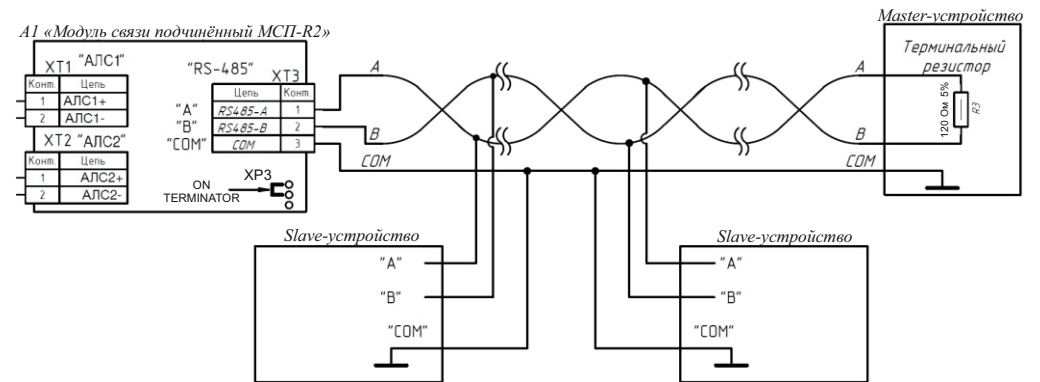 Master-устройство
А1 «Модуль связи подчинённый МСП-R2»
Терминальный
резистор
120 Ом 5%
R3
XT1 "АЛС1"
Конт. Цепь
1 АЛС1+
2 АЛС1-
XT2 "АЛС2"
Конт. Цепь
1 АЛС2+
2 АЛС2-
"RS-485" XT3
Цепь Конт.
"A" RS485-A 1
"B" RS485-B 2
"COM" COM 3
XP3
ON
TERMINATOR
A
B
COM
A
B
COM
Slave-устройство
"A"
"B"
"COM"
Slave-устройство
"A"
"B"
"COM"